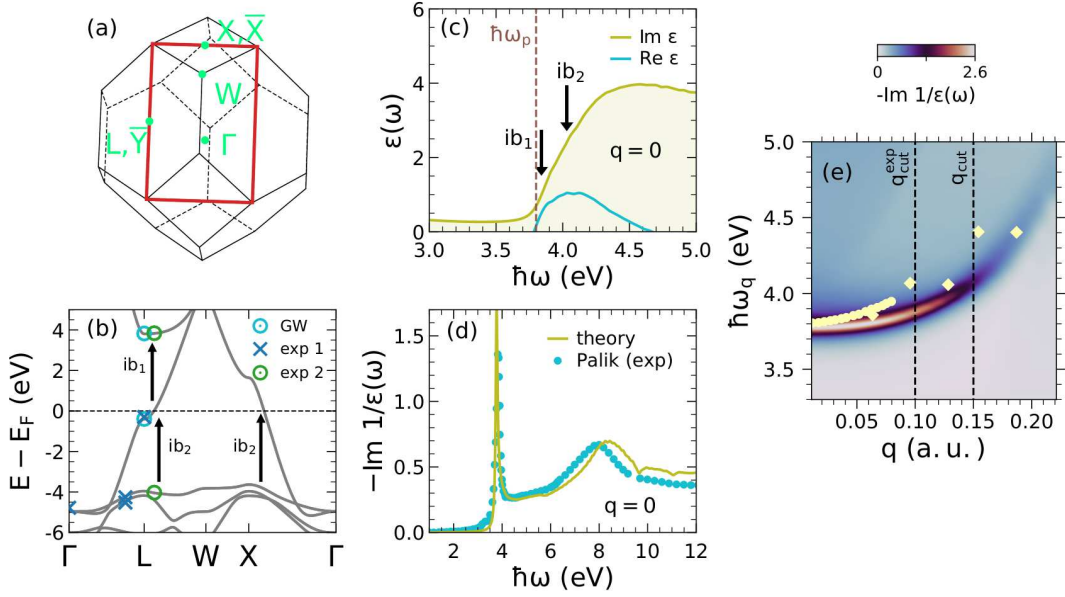 (a)
X, X̅
W
L, Y̅
Γ
(b)
E − E_F (eV)
4
2
0
-2
-4
-6
GW
exp 1
exp 2
ib₁
ib₂
ib₂
Γ L W X Γ
(c)
ħω_p
Im ε
Re ε
ib₁
ib₂
q = 0
ε(ω)
6
4
2
0
3.0 3.5 4.0 4.5 5.0
ħω (eV)
(d)
theory
Palik (exp)
q = 0
−Im 1/ε(ω)
1.5
1.0
0.5
0.0
2 4 6 8 10 12
ħω (eV)
0 2.6
-Im 1/ε(ω)
(e)
q_cut^exp
q_cut
ħω_q (eV)
5.0
4.5
4.0
3.5
0.05 0.10 0.15 0.20
q (a. u.)